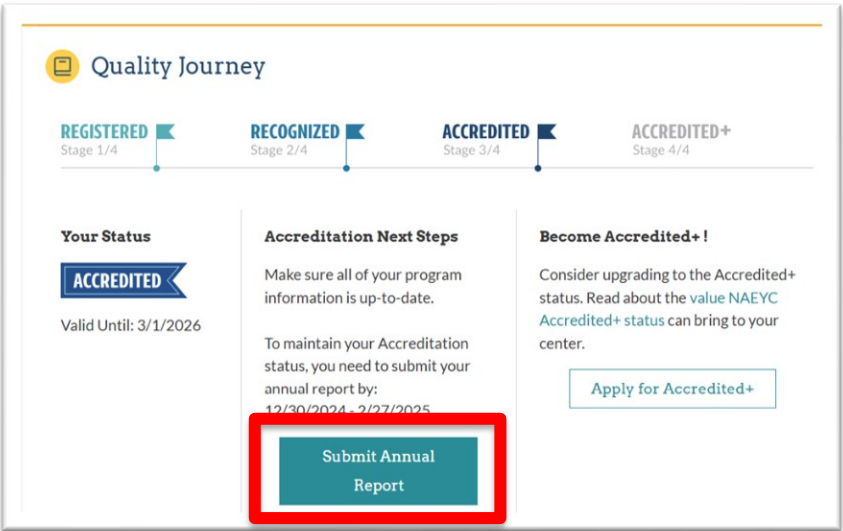 Quality Journey
REGISTERED
Stage 1/4
RECOGNIZED
Stage 2/4
ACCREDITED
Stage 3/4
ACCREDITED+
Stage 4/4
Your Status
ACCREDITED
Valid Until: 3/1/2026
Accreditation Next Steps
Make sure all of your program
information is up-to-date.
To maintain your Accreditation
status, you need to submit your
annual report by:
12/30/2024 - 2/27/2025
Submit Annual
Report
Become Accredited+ !
Consider upgrading to the Accredited+
status. Read about the value NAEYC
Accredited+ status can bring to your
center.
Apply for Accredited+